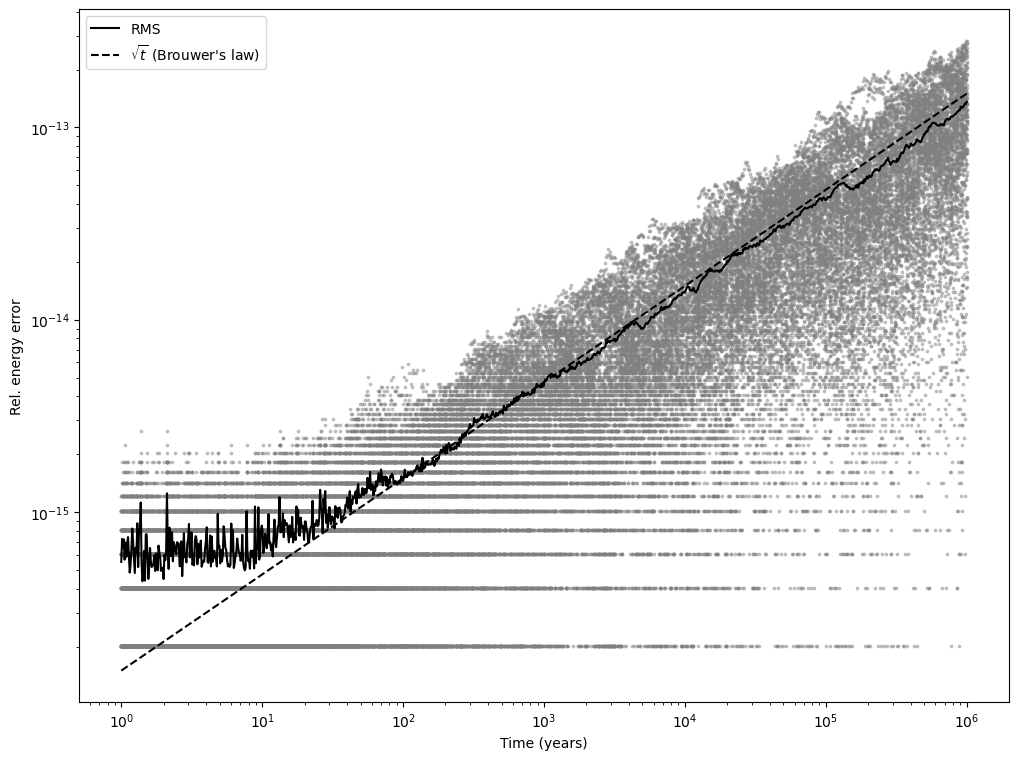 RMS
√t (Brouwer's law)
Rel. energy error
10⁻¹³
10⁻¹⁴
10⁻¹⁵
10⁰ 10¹ 10² 10³ 10⁴ 10⁵ 10⁶
Time (years)